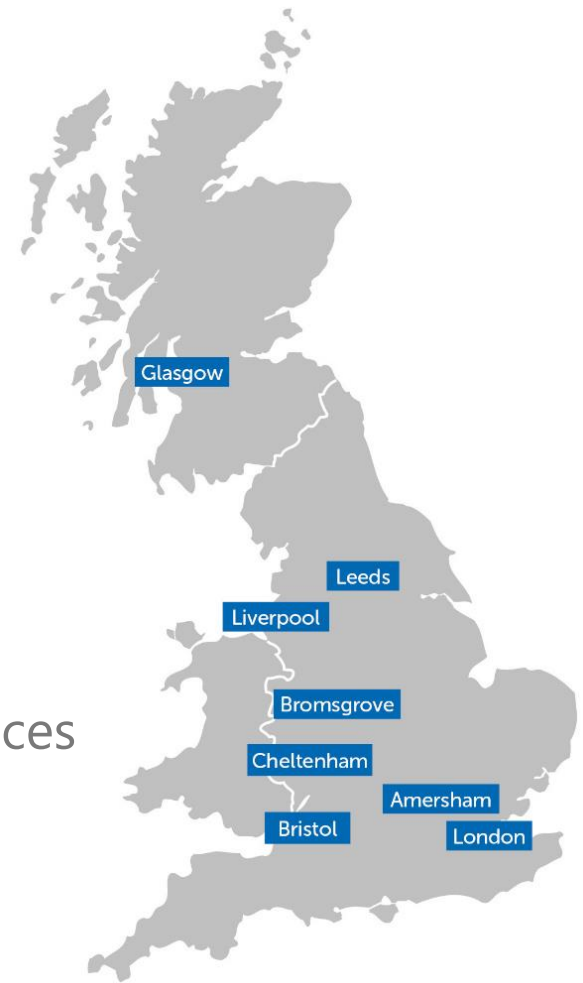 Glasgow
Leeds
Liverpool
Bromsgrove
ces
Cheltenham
Amersham
Bristol
London